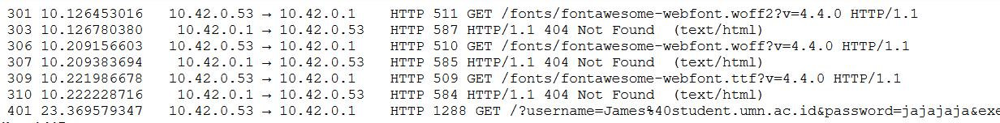 301 10.126453016 10.42.0.53 → 10.42.0.1 HTTP 511 GET /fonts/fontawesome-webfont.woff2?v=4.4.0 HTTP/1.1
303 10.126780380 10.42.0.1 → 10.42.0.53 HTTP 587 HTTP/1.1 404 Not Found (text/html)
306 10.209156603 10.42.0.53 → 10.42.0.1 HTTP 510 GET /fonts/fontawesome-webfont.woff?v=4.4.0 HTTP/1.1
307 10.209383694 10.42.0.1 → 10.42.0.53 HTTP 585 HTTP/1.1 404 Not Found (text/html)
309 10.221986678 10.42.0.53 → 10.42.0.1 HTTP 509 GET /fonts/fontawesome-webfont.ttf?v=4.4.0 HTTP/1.1
310 10.222228716 10.42.0.1 → 10.42.0.53 HTTP 584 HTTP/1.1 404 Not Found (text/html)
401 23.369579347 10.42.0.53 → 10.42.0.1 HTTP 1288 GET /?username=James%40student.umn.ac.id&password=jajajaja&exe